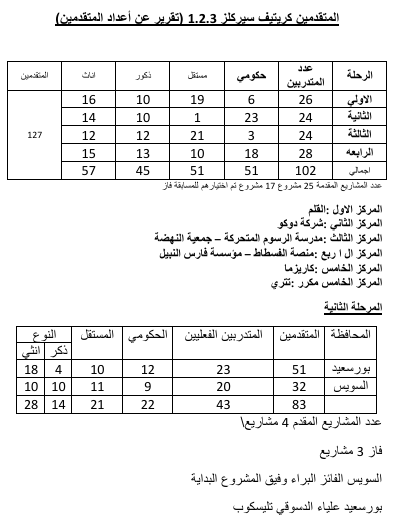 المتقدمين كريتيف سيركلز 1.2.3 (تقرير عن أعداد المتقدمين)
الرحلة عدد المتدربين حكومي مستقل ذكور اناث المتقدمين
الاولي 26 6 19 10 16 127
الثانية 24 23 1 10 14
الثالثة 24 3 21 12 12
الرابعه 28 18 10 13 15
اجمالي 102 51 51 45 57
عدد المشاريع المقدمة 25 مشروع 17 مشروع تم اختيارهم للمسابقة فاز
المركز الاول :القلم
المركز الثاني :شركة دوكو
المركز الثالث :مدرسة الرسوم المتحركة – جمعية النهضة
المركز ال ا ربع :منصة الفسطاط – مؤسسة فارس النبيل
المركز الخامس :كاريزما
المركز الخامس مكرر :تتري
المرحلة الثانية
المحافظة المتقدمين المتدربين الفعليين الحكومي المستقل النوع
ذكر انثي
بورسعيد 51 23 12 10 4 18
السويس 32 20 9 11 10 10
83 43 22 21 14 28
عدد المشاريع المقدم 4 مشاريع\
فاز 3 مشاريع
السويس الفائز البراء وفيق المشروع البداية
بورسعيد علياء الدسوقي تليسكوب